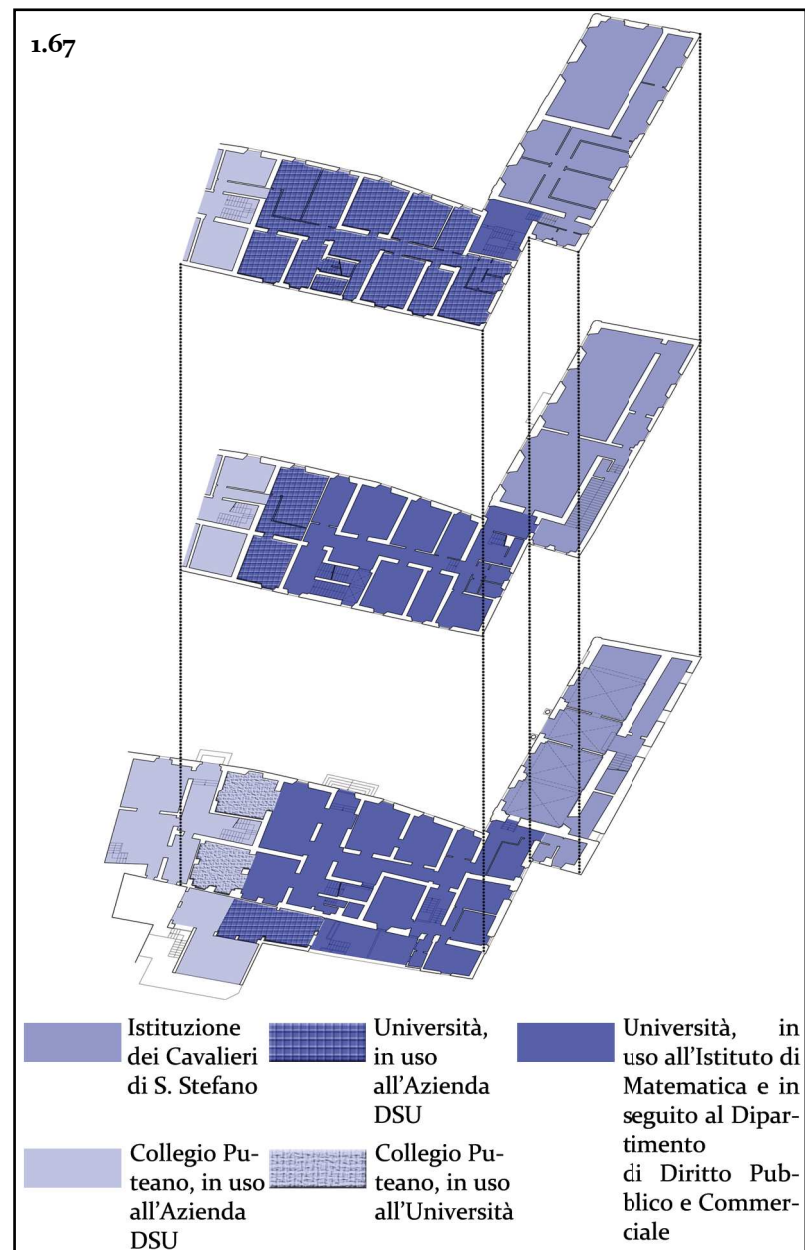 1.67
Istituzione
dei Cavalieri
di S. Stefano
Università,
in uso
all'Azienda
DSU
Università, in
uso all'Istituto di
Matematica e in
seguito al Dipar-
timento
di Diritto Pub-
blico e Commer-
ciale
Collegio Pu-
teano, in uso
all'Azienda
DSU
Collegio Pu-
teano, in uso
all'Università